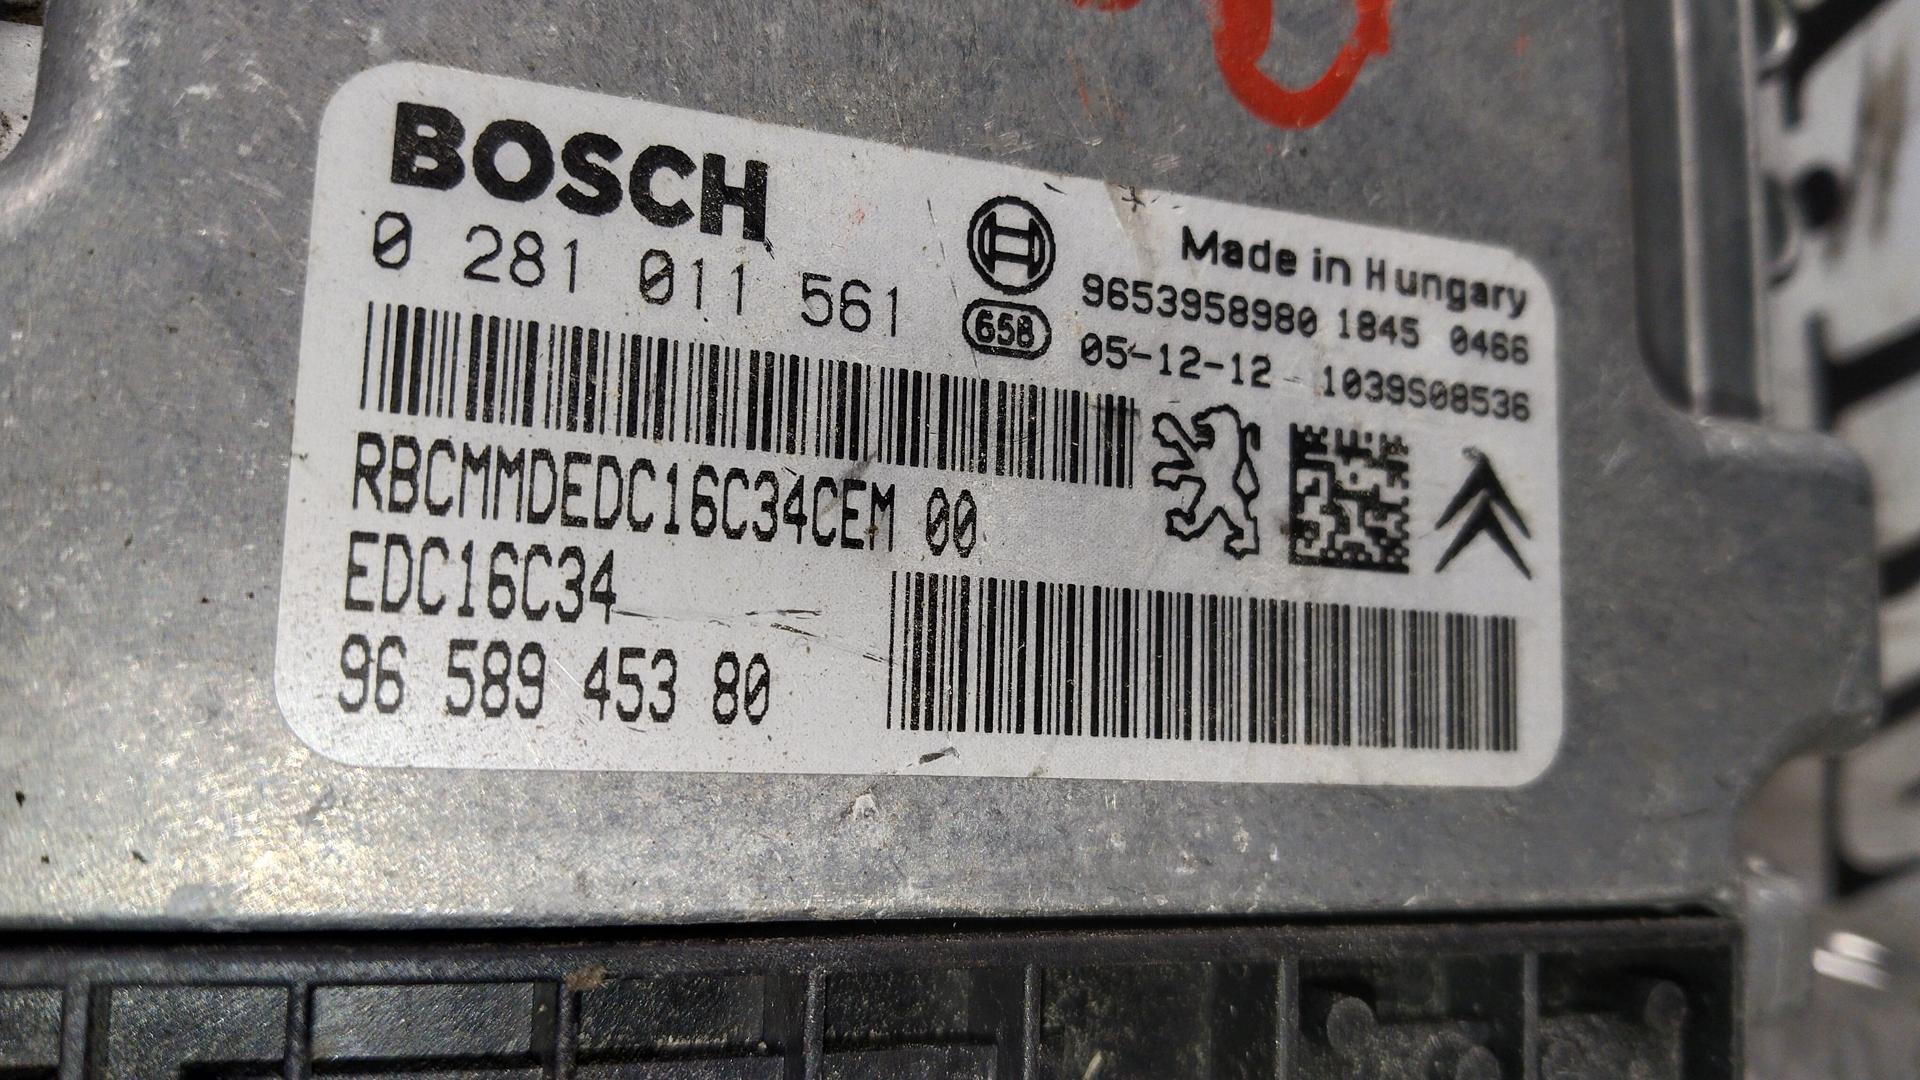 BOSCH
0 281 011 561
658
Made in Hungary
9653958980 1845 0466
05-12-12 1039S08536
RBCMMDEDC16C34CEM 00
EDC16C34
96 589 453 80